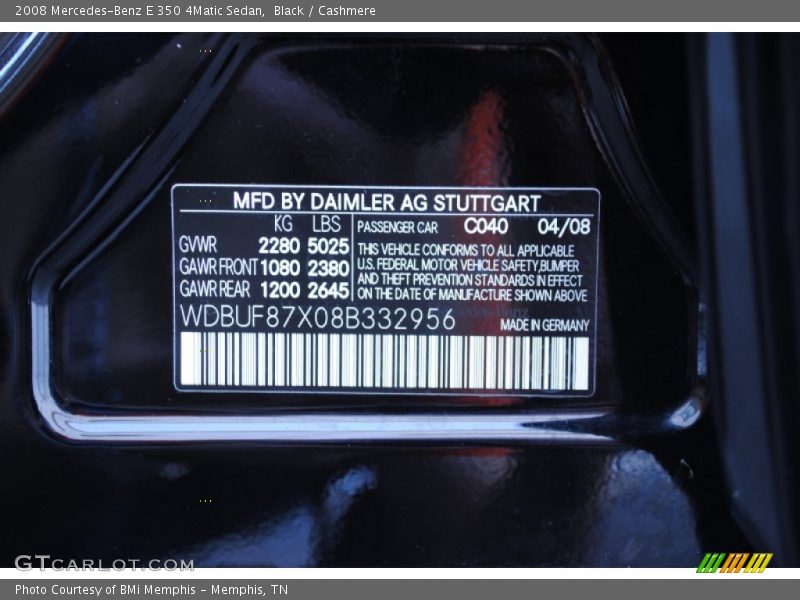 2008 Mercedes-Benz E 350 4Matic Sedan,  Black / Cashmere
MFD BY DAIMLER AG STUTTGART
KG LBS PASSENGER CAR C040 04/08
GVWR 2280 5025 THIS VEHICLE CONFORMS TO ALL APPLICABLE
GAWR FRONT 1080 2380 U.S. FEDERAL MOTOR VEHICLE SAFETY, BUMPER
AND THEFT PREVENTION STANDARDS IN EFFECT
GAWR REAR 1200 2645 ON THE DATE OF MANUFACTURE SHOWN ABOVE
WDBUF87X08B332956 MADE IN GERMANY
GTCARLOT.COM
Photo Courtesy of BMi Memphis - Memphis, TN